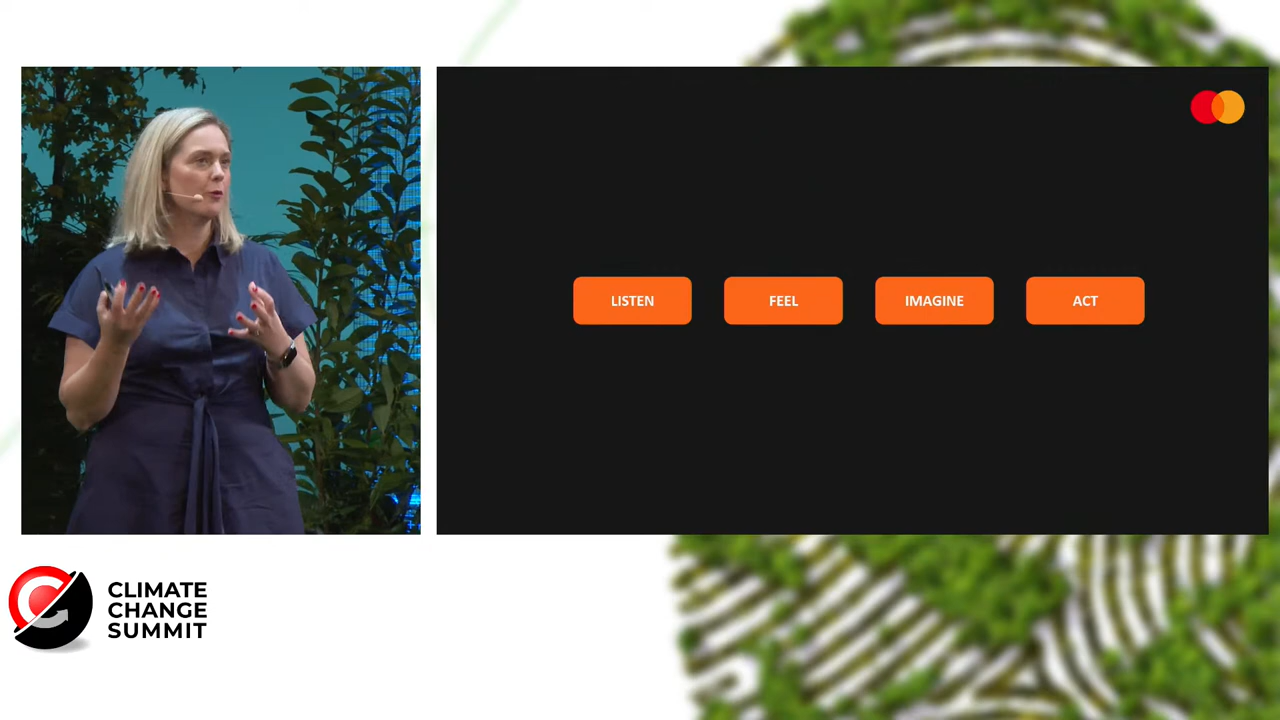 LISTEN
FEEL
IMAGINE
ACT
CLIMATE
CHANGE
SUMMIT